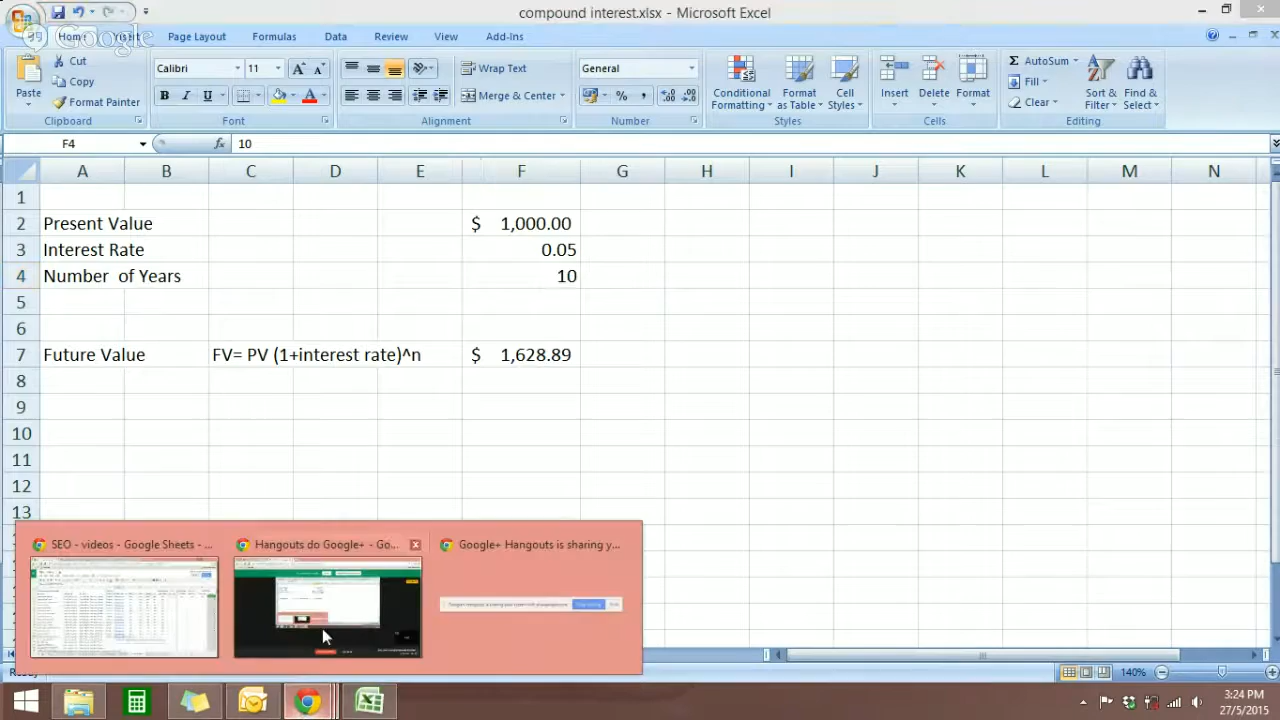 compound interest.xlsx - Microsoft Excel
Google
Home Insert Page Layout Formulas Data Review View Add-Ins
Paste
Cut
Copy
Format Painter
Clipboard
Calibri 11
B I U
Font
Wrap Text
Merge & Center
Alignment
General
$ % ,
Number
Conditional Formatting
Format as Table
Cell Styles
Styles
Insert
Delete
Format
Cells
Σ AutoSum
Fill
Clear
Sort & Filter
Find & Select
Editing
F4 fx 10
A B C D E F G H I J K L M N
1
2 Present Value $ 1,000.00
3 Interest Rate 0.05
4 Number of Years 10
5
6
7 Future Value FV= PV (1+interest rate)^n $ 1,628.89
8
9
10
11
12
13
SEO - videos - Google Sheets - ...
Hangouts do Google+ - Go...
Google+ Hangouts is sharing y...
140%
3:24 PM
27/5/2015